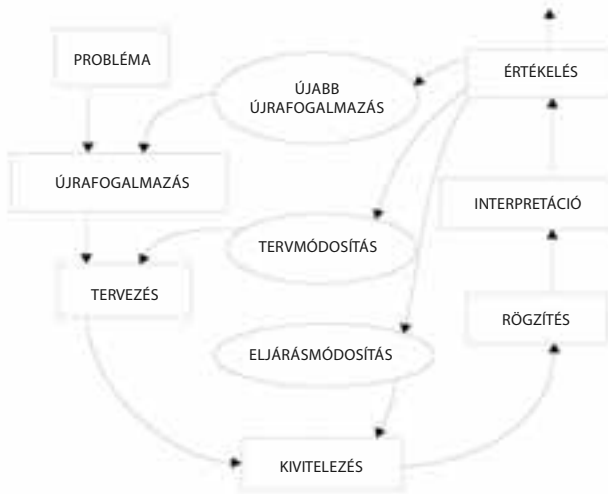 PROBLÉMA
ÚJABB
ÚJRAFOGALMAZÁS
ÉRTÉKELÉS
ÚJRAFOGALMAZÁS
INTERPRETÁCIÓ
TERVMÓDOSÍTÁS
TERVEZÉS
RÖGZÍTÉS
ELJÁRÁSMÓDOSÍTÁS
KIVITELEZÉS